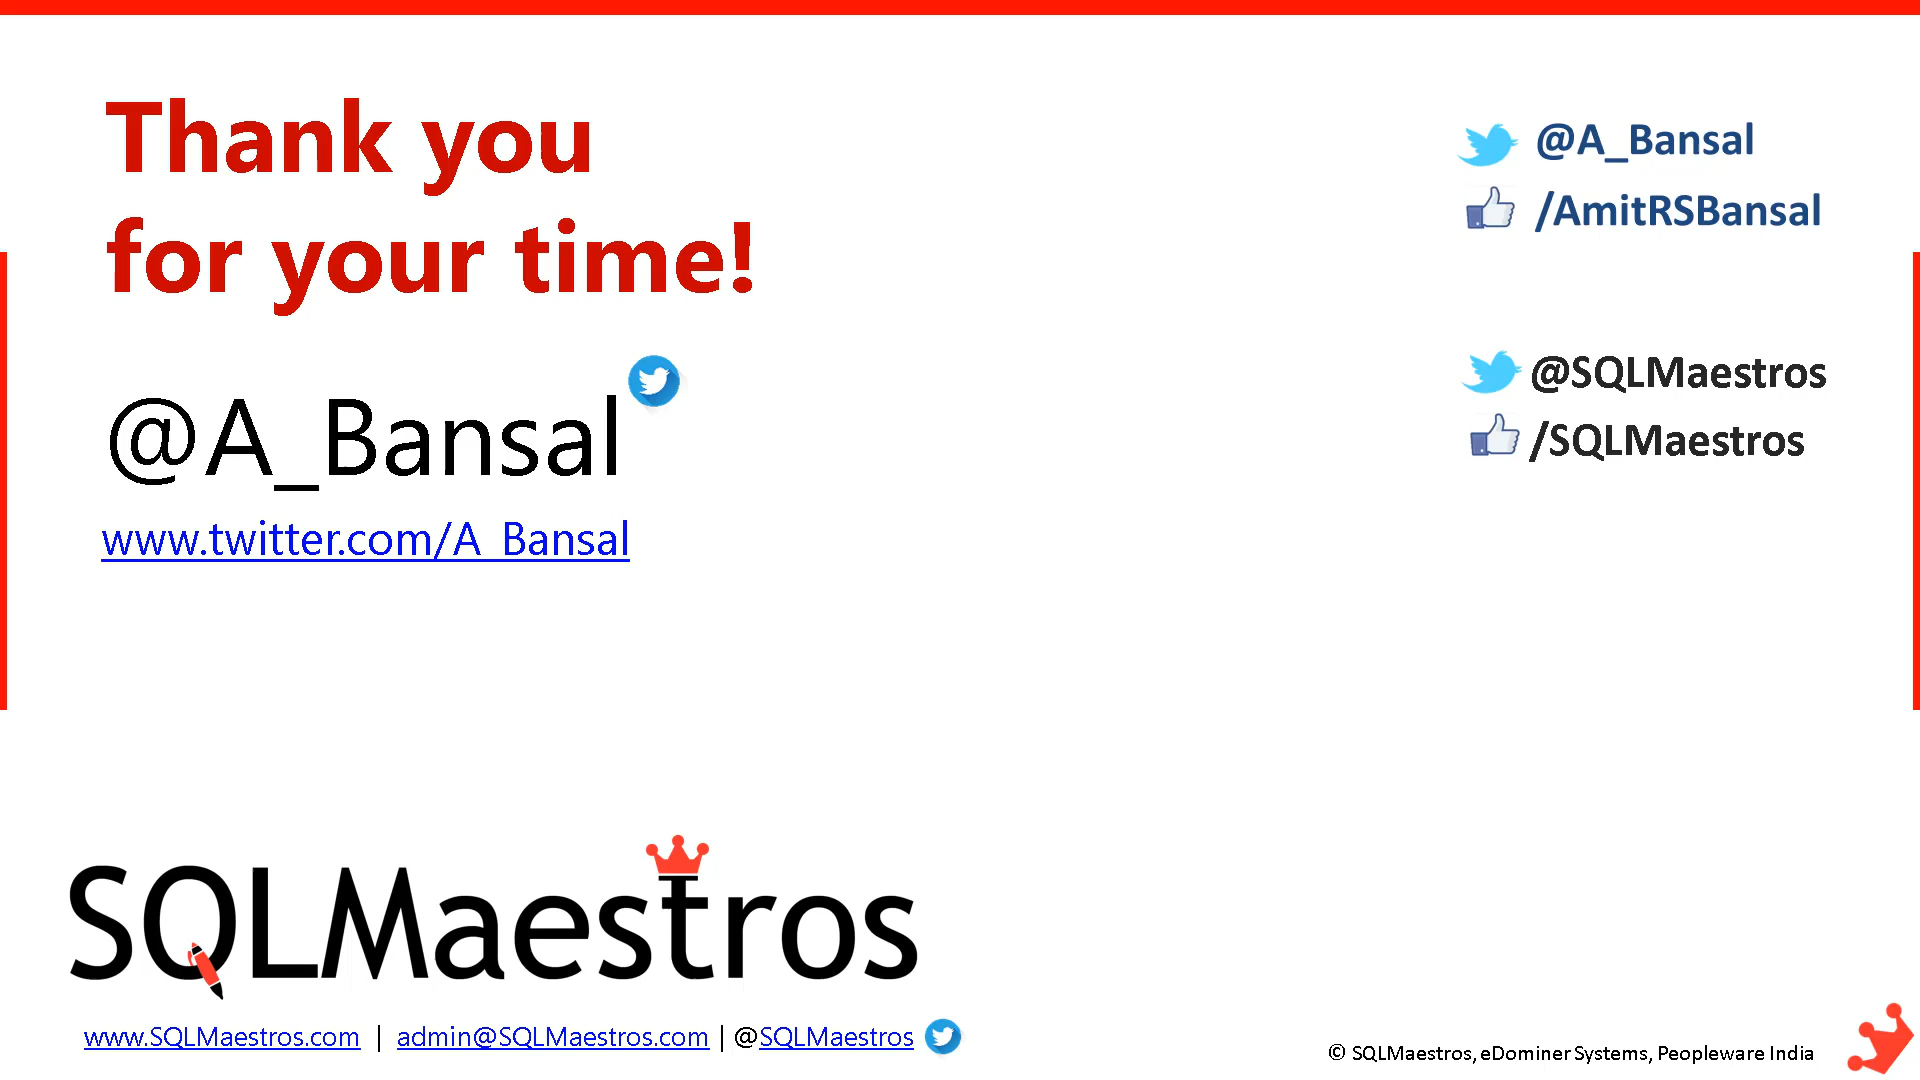 Thank you
for your time!
@A_Bansal
www.twitter.com/A_Bansal
@A_Bansal
/AmitRSBansal
@SQLMaestros
/SQLMaestros
SQLMaestros
www.SQLMaestros.com | admin@SQLMaestros.com | @SQLMaestros
© SQLMaestros, eDominer Systems, Peopleware India